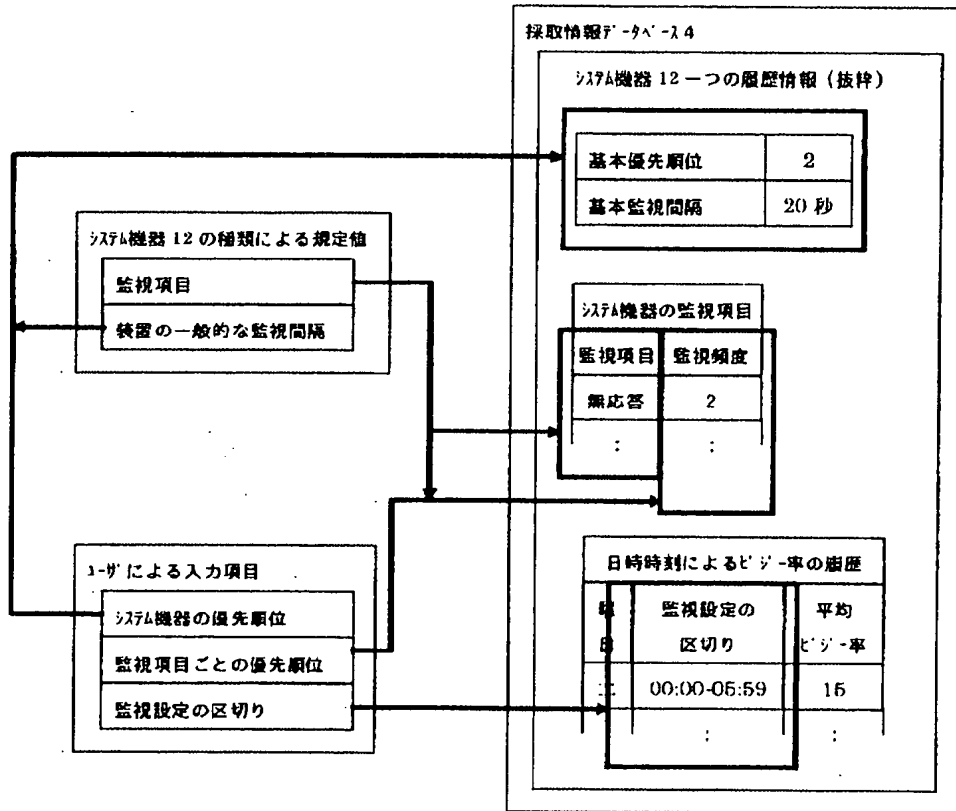 採取情報ﾃﾞｰﾀﾍﾞｰｽ4
ｼｽﾃﾑ機器 12 一つの履歴情報（抜粋）
基本優先順位 2
基本監視間隔 20 秒
ｼｽﾃﾑ機器 12 の種類による規定値
監視項目
装置の一般的な監視間隔
ｼｽﾃﾑ機器の監視項目
監視項目 監視頻度
無応答 2
: :
ﾕｰｻﾞによる入力項目
ｼｽﾃﾑ機器の優先順位
監視項目ごとの優先順位
監視設定の区切り
日時時刻によるﾋﾞｼﾞｰ率の履歴
曜日 監視設定の区切り 平均ﾋﾞｼﾞｰ率
土 00:00-05:59 15
: :